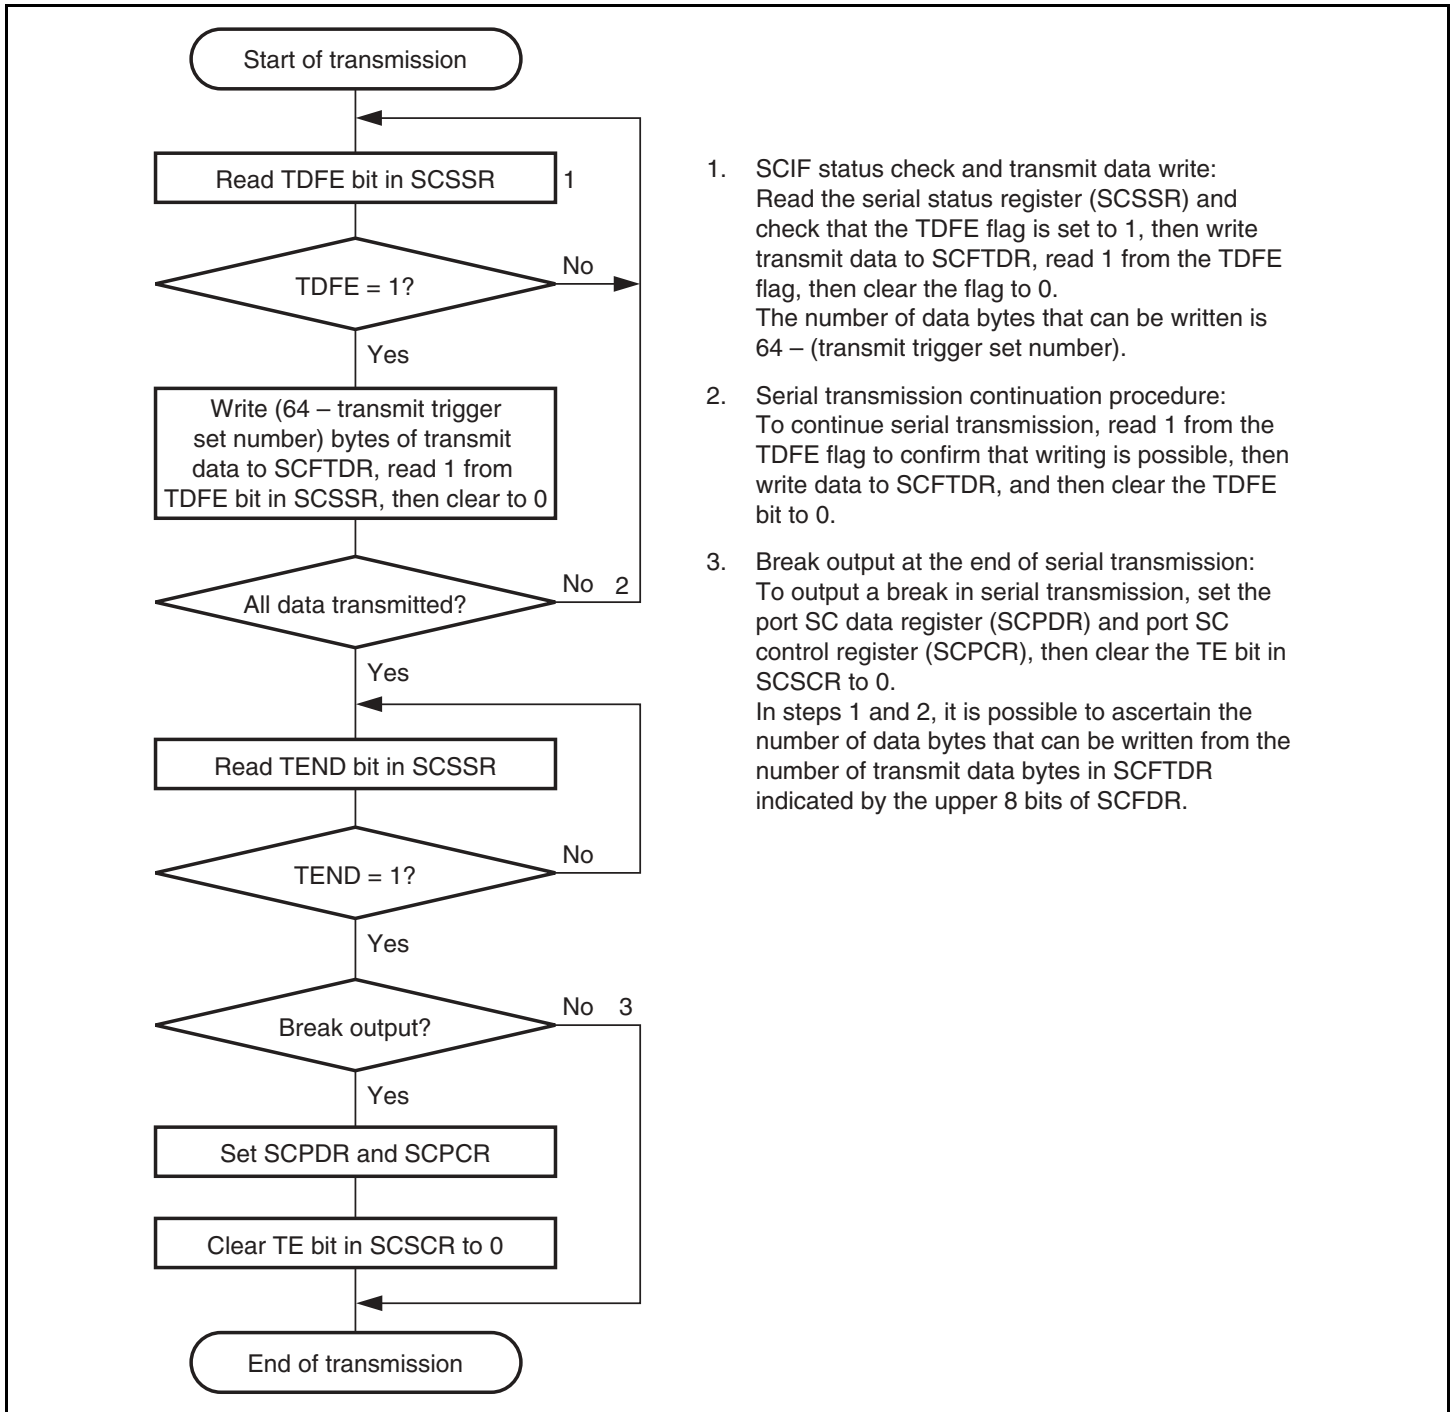 Start of transmission
Read TDFE bit in SCSSR 1
TDFE = 1?
No
Yes
Write (64 – transmit trigger
set number) bytes of transmit
data to SCFTDR, read 1 from
TDFE bit in SCSSR, then clear to 0
All data transmitted?
No 2
Yes
Read TEND bit in SCSSR
TEND = 1?
No
Yes
Break output?
No 3
Yes
Set SCPDR and SCPCR
Clear TE bit in SCSCR to 0
End of transmission
1. SCIF status check and transmit data write:
Read the serial status register (SCSSR) and
check that the TDFE flag is set to 1, then write
transmit data to SCFTDR, read 1 from the TDFE
flag, then clear the flag to 0.
The number of data bytes that can be written is
64 – (transmit trigger set number).
2. Serial transmission continuation procedure:
To continue serial transmission, read 1 from the
TDFE flag to confirm that writing is possible, then
write data to SCFTDR, and then clear the TDFE
bit to 0.
3. Break output at the end of serial transmission:
To output a break in serial transmission, set the
port SC data register (SCPDR) and port SC
control register (SCPCR), then clear the TE bit in
SCSCR to 0.
In steps 1 and 2, it is possible to ascertain the
number of data bytes that can be written from the
number of transmit data bytes in SCFTDR
indicated by the upper 8 bits of SCFDR.